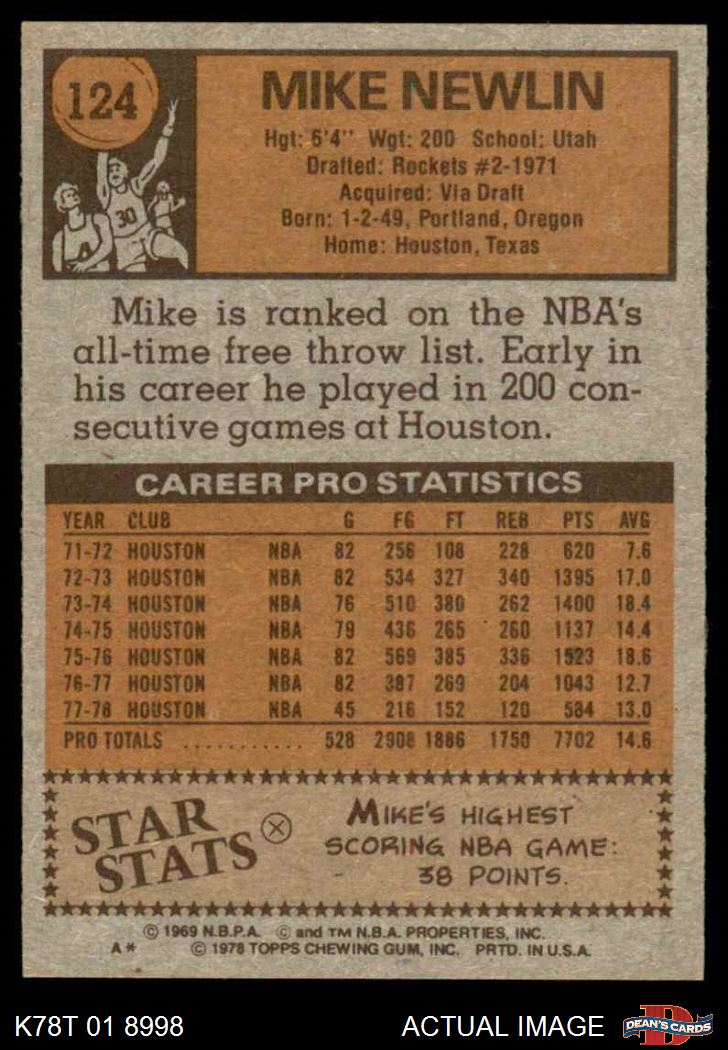 124
MIKE NEWLIN
Hgt: 6'4" Wgt: 200 School: Utah
Drafted: Rockets #2-1971
Acquired: Via Draft
Born: 1-2-49, Portland, Oregon
Home: Houston, Texas
30
Mike is ranked on the NBA's
all-time free throw list. Early in
his career he played in 200 con-
secutive games at Houston.
CAREER PRO STATISTICS
YEAR CLUB G FG FT REB PTS AVG
71-72 HOUSTON NBA 82 256 108 228 620 7.6
72-73 HOUSTON NBA 82 534 327 340 1395 17.0
73-74 HOUSTON NBA 76 510 380 262 1400 18.4
74-75 HOUSTON NBA 79 436 265 260 1137 14.4
75-76 HOUSTON NBA 82 569 385 336 1523 18.6
76-77 HOUSTON NBA 82 387 269 204 1043 12.7
77-78 HOUSTON NBA 45 216 152 120 584 13.0
PRO TOTALS ........... 528 2908 1886 1750 7702 14.6
STAR
STATS
MIKE'S HIGHEST
SCORING NBA GAME:
38 POINTS.
© 1969 N.B.P.A. © and TM N.B.A. PROPERTIES, INC.
A* © 1978 TOPPS CHEWING GUM, INC. PRTD. IN U.S.A.
K78T 01 8998 ACTUAL IMAGE DEAN'S CARDS